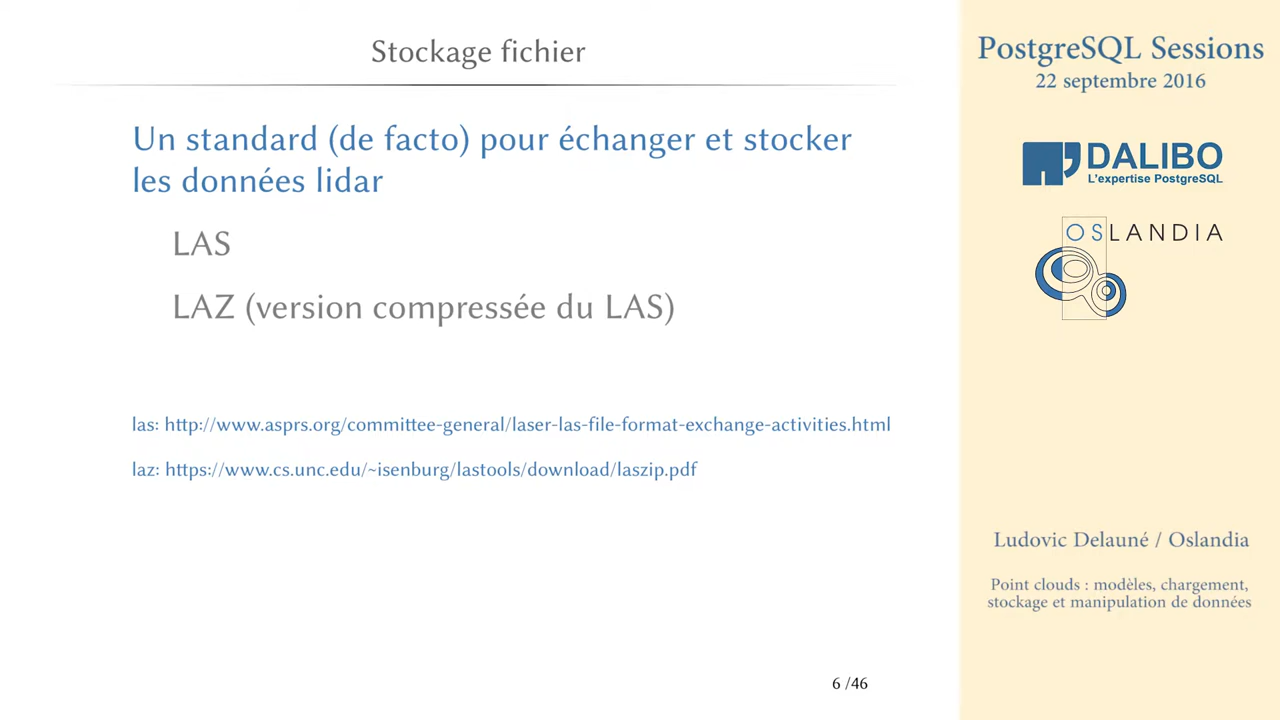 Stockage fichier
Un standard (de facto) pour échanger et stocker
les données lidar
LAS
LAZ (version compressée du LAS)
las: http://www.asprs.org/committee-general/laser-las-file-format-exchange-activities.html
laz: https://www.cs.unc.edu/~isenburg/lastools/download/laszip.pdf
6 /46
PostgreSQL Sessions
22 septembre 2016
DALIBO
L'expertise PostgreSQL
OSLANDIA
Ludovic Delauné / Oslandia
Point clouds : modèles, chargement,
stockage et manipulation de données